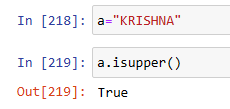 In [218]: a="KRISHNA"
In [219]: a.isupper()
Out[219]: True